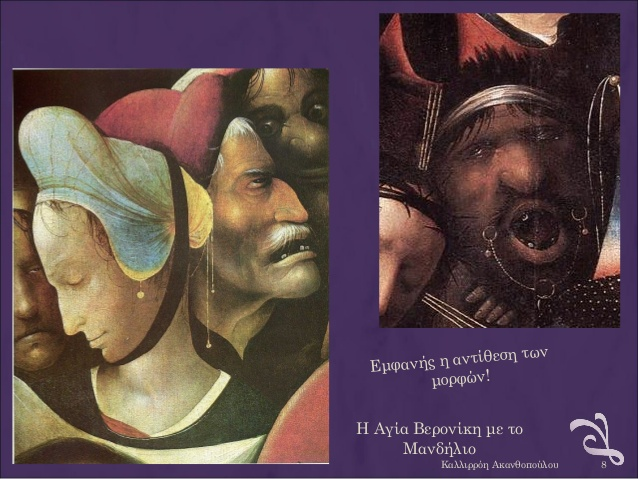 Εμφανής η αντίθεση των
μορφών!
Η Αγία Βερονίκη με το
Μανδήλιο
Καλλιρρόη Ακανθοπούλου
8